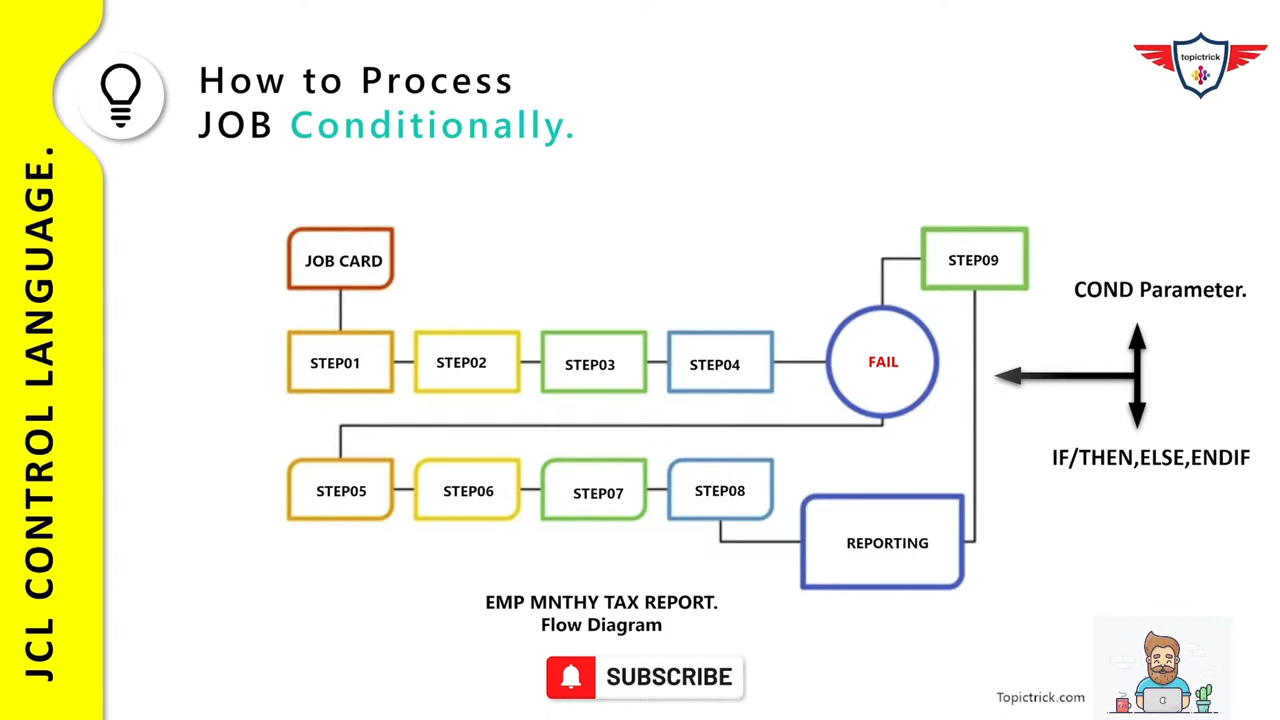 JCL CONTROL LANGUAGE.
How to Process
JOB Conditionally.
topictrick
JOB CARD
STEP09
COND Parameter.
STEP01
STEP02
STEP03
STEP04
FAIL
IF/THEN,ELSE,ENDIF
STEP05
STEP06
STEP07
STEP08
REPORTING
EMP MNTHY TAX REPORT.
Flow Diagram
SUBSCRIBE
Topictrick.com